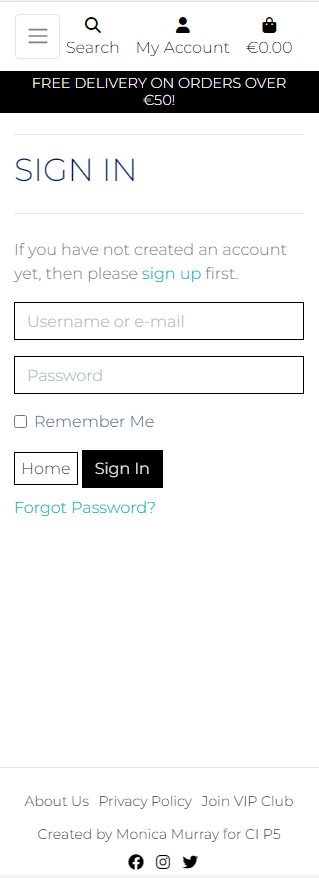 Search My Account €0.00
FREE DELIVERY ON ORDERS OVER
€50!
SIGN IN
If you have not created an account
yet, then please sign up first.
Username or e-mail
Password
Remember Me
Home Sign In
Forgot Password?
About Us Privacy Policy Join VIP Club
Created by Monica Murray for CI P5